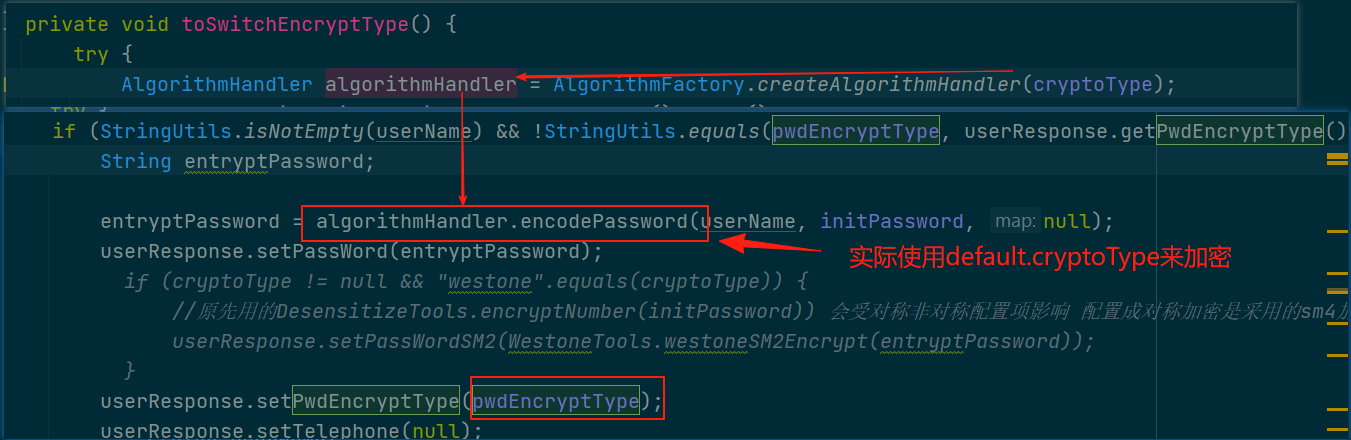 private void toSwitchEncryptType() {
try {
AlgorithmHandler algorithmHandler = AlgorithmFactory.createAlgorithmHandler(cryptoType);
if (StringUtils.isNotEmpty(userName) && !StringUtils.equals(pwdEncryptType, userResponse.getPwdEncryptType()
String entryptPassword;
entryptPassword = algorithmHandler.encodePassword(userName, initPassword, map: null);
userResponse.setPassWord(entryptPassword);
实际使用default.cryptoType来加密
if (cryptoType != null && "westone".equals(cryptoType)) {
//原先用的DesensitizeTools.encryptNumber(initPassword)) 会受对称非对称配置项影响 配置成对称加密是采用的sm4加
userResponse.setPassWordSM2(WestoneTools.westoneSM2Encrypt(entryptPassword));
}
userResponse.setPwdEncryptType(pwdEncryptType);
userResponse.setTelephone(null);